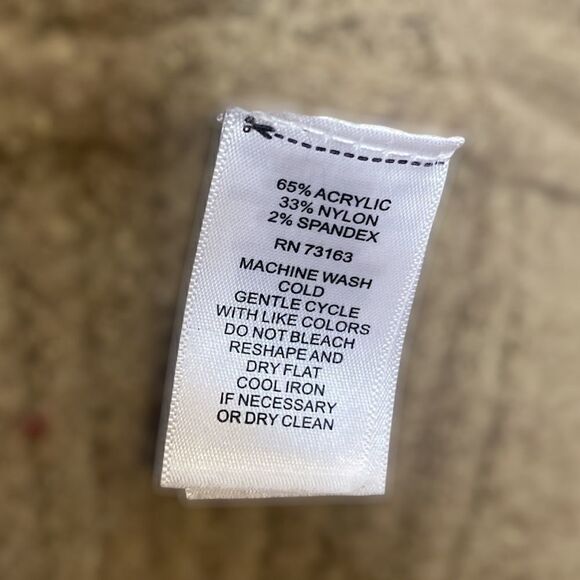 65% ACRYLIC
33% NYLON
2% SPANDEX
RN 73163
MACHINE WASH
COLD
GENTLE CYCLE
WITH LIKE COLORS
DO NOT BLEACH
RESHAPE AND
DRY FLAT
COOL IRON
IF NECESSARY
OR DRY CLEAN